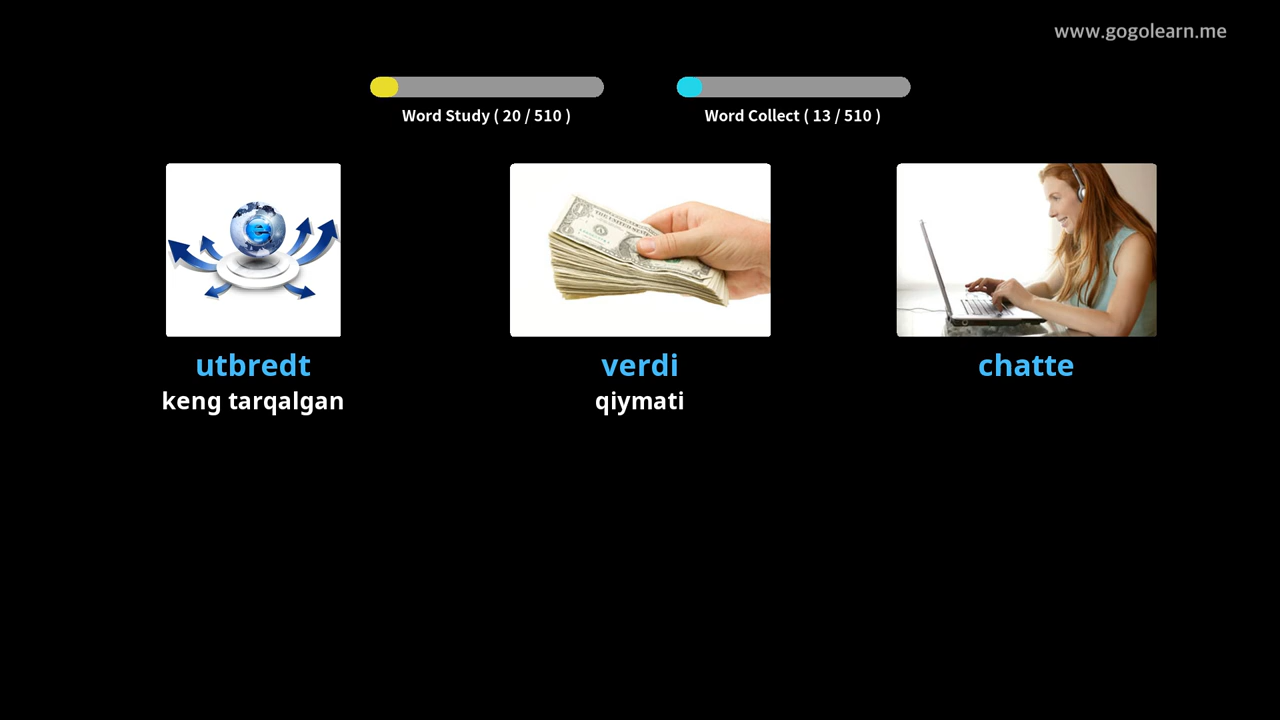 www.gogolearn.me
Word Study ( 20 / 510 )
Word Collect ( 13 / 510 )
utbredt
verdi
chatte
keng tarqalgan
qiymati